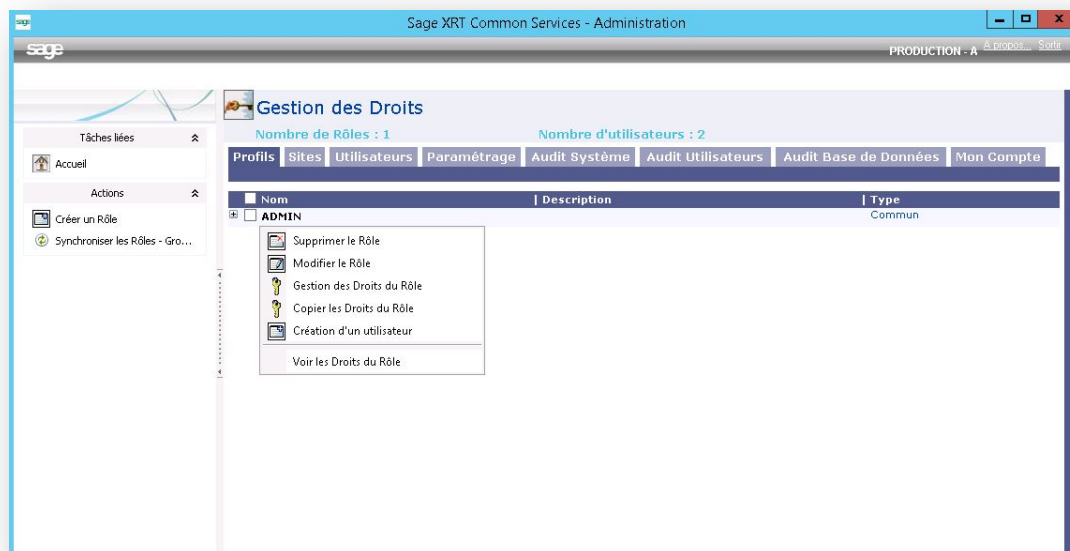 Sage XRT Common Services - Administration
sage
PRODUCTION - A A propos... Sortir
Gestion des Droits
Nombre de Rôles : 1 Nombre d'utilisateurs : 2
Profils Sites Utilisateurs Paramétrage Audit Système Audit Utilisateurs Audit Base de Données Mon Compte
Tâches liées
Accueil
Actions
Créer un Rôle
Synchroniser les Rôles - Gro...
Nom | Description | Type
ADMIN Commun
Supprimer le Rôle
Modifier le Rôle
Gestion des Droits du Rôle
Copier les Droits du Rôle
Création d'un utilisateur
Voir les Droits du Rôle